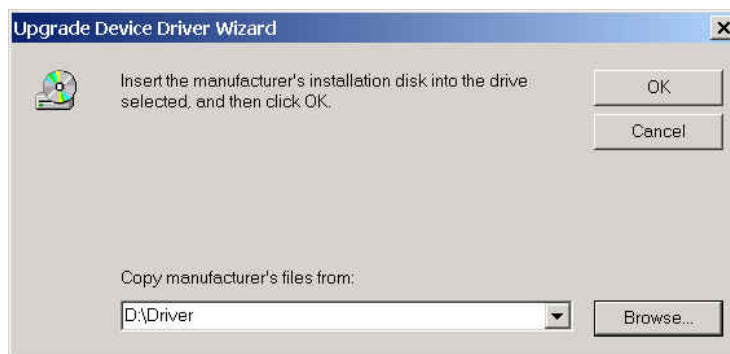 Upgrade Device Driver Wizard
Insert the manufacturer's installation disk into the drive
selected, and then click OK.
OK
Cancel
Copy manufacturer's files from:
D:\Driver
Browse...